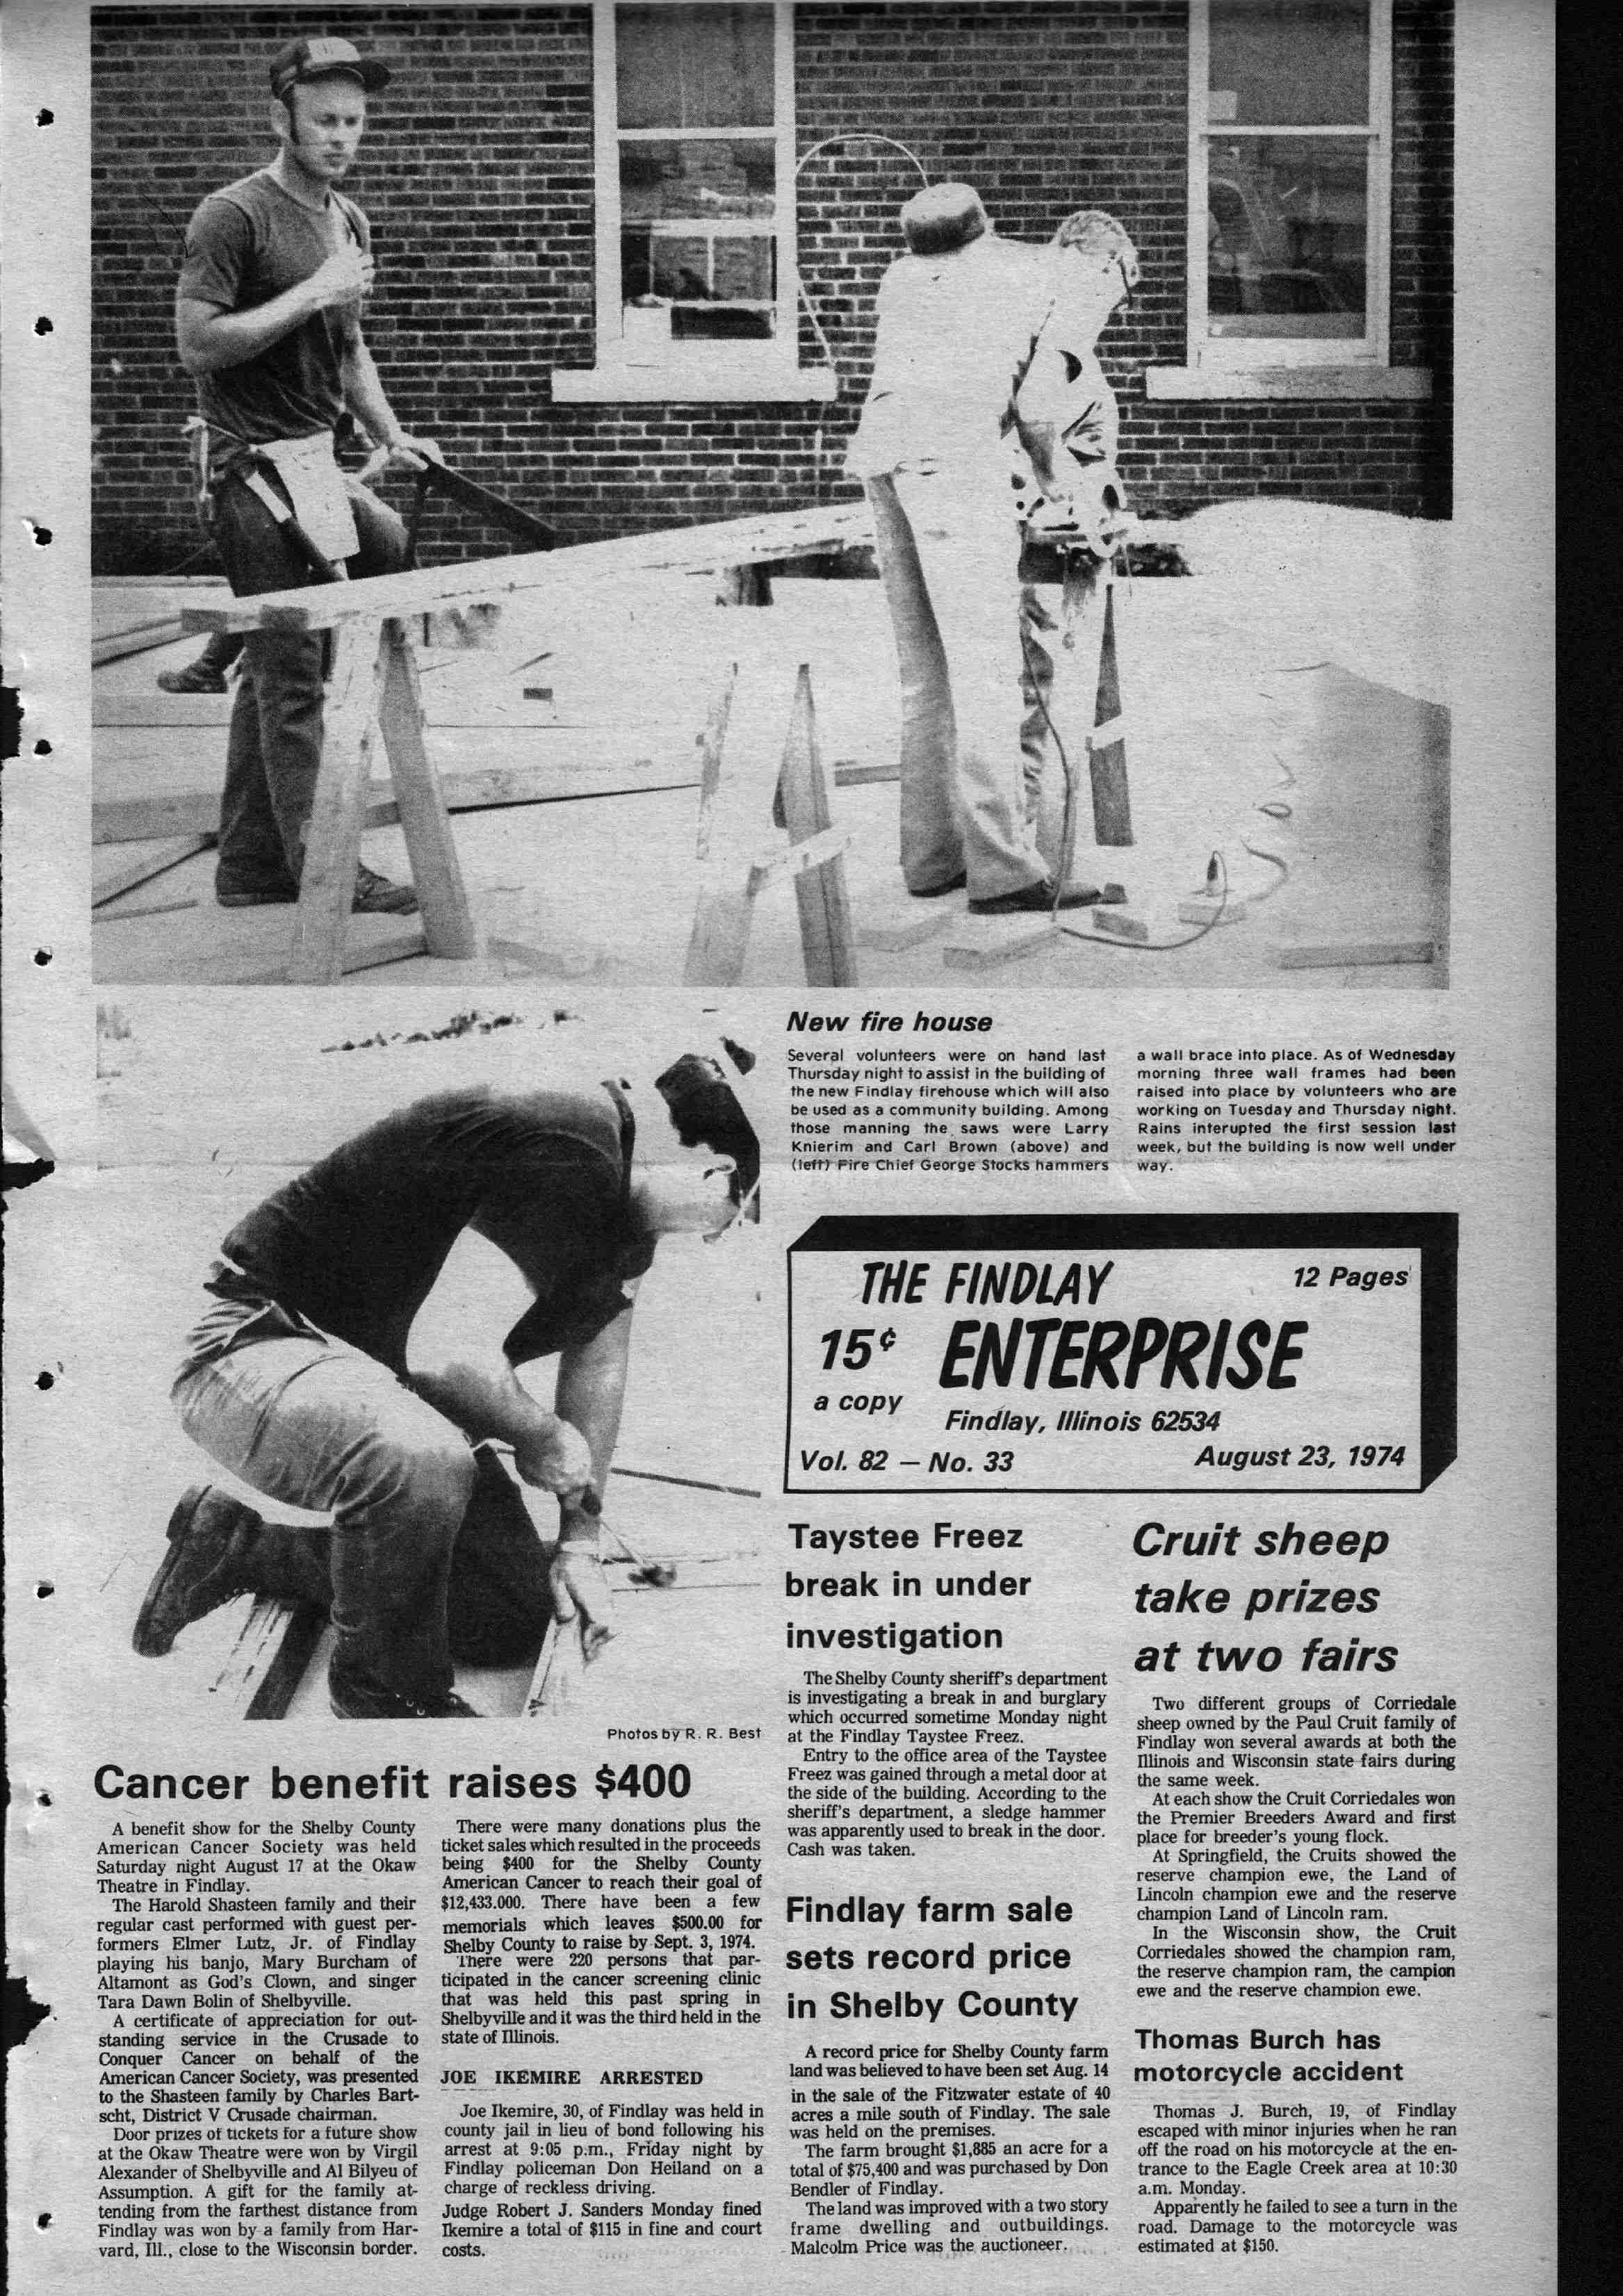 New fire house
Several volunteers were on hand last
Thursday night to assist in the building of
the new Findlay firehouse which will also
be used as a community building. Among
those manning the saws were Larry
Knierim and Carl Brown (above) and
(left) Fire Chief George Stocks hammers
a wall brace into place. As of Wednesday
morning three wall frames had been
raised into place by volunteers who are
working on Tuesday and Thursday night.
Rains interupted the first session last
week, but the building is now well under
way.
THE FINDLAY
12 Pages
15¢
ENTERPRISE
a copy
Findlay, Illinois 62534
Vol. 82 — No. 33
August 23, 1974
Photos by R. R. Best
Cancer benefit raises $400
A benefit show for the Shelby County
American Cancer Society was held
Saturday night August 17 at the Okaw
Theatre in Findlay.
The Harold Shasteen family and their
regular cast performed with guest per-
formers Elmer Lutz, Jr. of Findlay
playing his banjo, Mary Burcham of
Altamont as God's Clown, and singer
Tara Dawn Bolin of Shelbyville.
A certificate of appreciation for out-
standing service in the Crusade to
Conquer Cancer on behalf of the
American Cancer Society, was presented
to the Shasteen family by Charles Bart-
scht, District V Crusade chairman.
Door prizes of tickets for a future show
at the Okaw Theatre were won by Virgil
Alexander of Shelbyville and Al Bilyeu of
Assumption. A gift for the family at-
tending from the farthest distance from
Findlay was won by a family from Har-
vard, Ill., close to the Wisconsin border.
There were many donations plus the
ticket sales which resulted in the proceeds
being $400 for the Shelby County
American Cancer to reach their goal of
$12,433.000. There have been a few
memorials which leaves $500.00 for
Shelby County to raise by Sept. 3, 1974.
There were 220 persons that par-
ticipated in the cancer screening clinic
that was held this past spring in
Shelbyville and it was the third held in the
state of Illinois.
JOE IKEMIRE ARRESTED
Joe Ikemire, 30, of Findlay was held in
county jail in lieu of bond following his
arrest at 9:05 p.m., Friday night by
Findlay policeman Don Heiland on a
charge of reckless driving.
Judge Robert J. Sanders Monday fined
Ikemire a total of $115 in fine and court
costs.
Taystee Freez
break in under
investigation
The Shelby County sheriff's department
is investigating a break in and burglary
which occurred sometime Monday night
at the Findlay Taystee Freez.
Entry to the office area of the Taystee
Freez was gained through a metal door at
the side of the building. According to the
sheriff's department, a sledge hammer
was apparently used to break in the door.
Cash was taken.
Findlay farm sale
sets record price
in Shelby County
A record price for Shelby County farm
land was believed to have been set Aug. 14
in the sale of the Fitzwater estate of 40
acres a mile south of Findlay. The sale
was held on the premises.
The farm brought $1,885 an acre for a
total of $75,400 and was purchased by Don
Bendler of Findlay.
The land was improved with a two story
frame dwelling and outbuildings.
Malcolm Price was the auctioneer.
Cruit sheep
take prizes
at two fairs
Two different groups of Corriedale
sheep owned by the Paul Cruit family of
Findlay won several awards at both the
Illinois and Wisconsin state fairs during
the same week.
At each show the Cruit Corriedales won
the Premier Breeders Award and first
place for breeder's young flock.
At Springfield, the Cruits showed the
reserve champion ewe, the Land of
Lincoln champion ewe and the reserve
champion Land of Lincoln ram.
In the Wisconsin show, the Cruit
Corriedales showed the champion ram,
the reserve champion ram, the campion
ewe and the reserve champion ewe.
Thomas Burch has
motorcycle accident
Thomas J. Burch, 19, of Findlay
escaped with minor injuries when he ran
off the road on his motorcycle at the en-
trance to the Eagle Creek area at 10:30
a.m. Monday.
Apparently he failed to see a turn in the
road. Damage to the motorcycle was
estimated at $150.